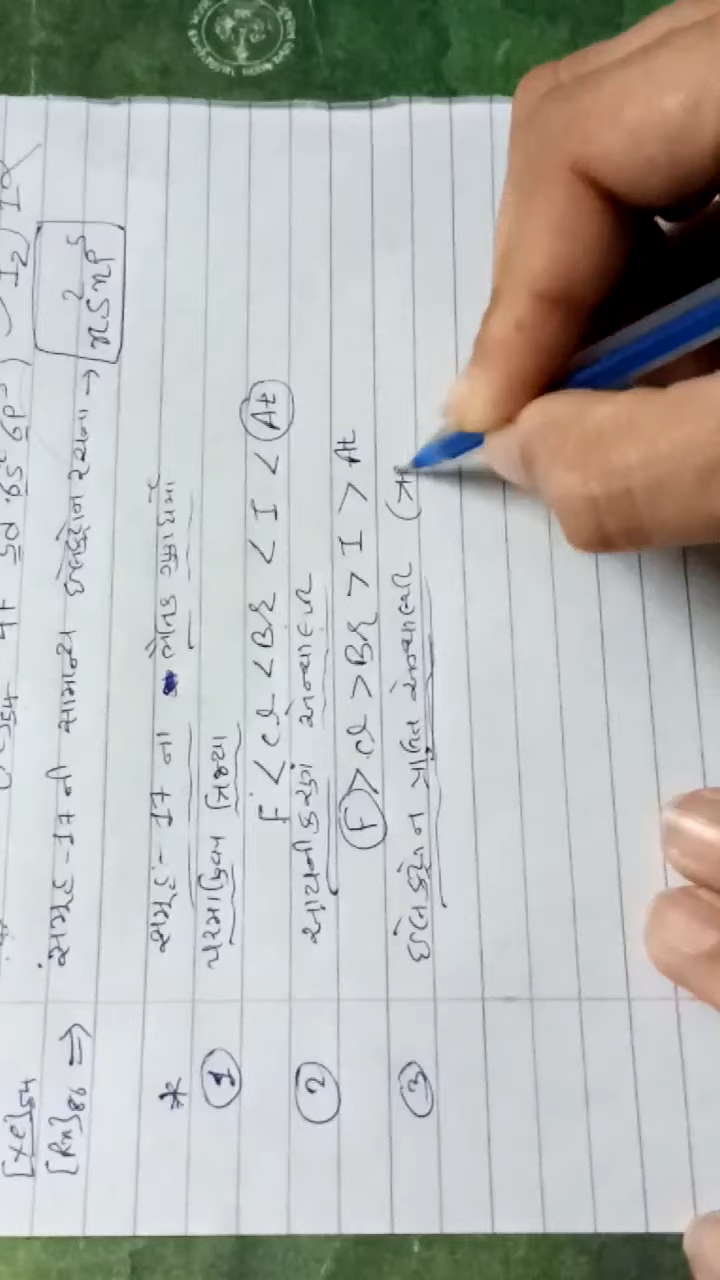 [Xe]54
[Rn]86 ⇒ સમૂહ-17 ની સામાન્ય ઇલેક્ટ્રોન રચના → ns² np⁵
* સમૂહ-17 ના ભૌતિક ગુણધર્મો
① પરમાણ્વિય ત્રિજ્યા
F < Cl < Br < I < At
② આયનીકરણ એન્થાલ્પી
F > Cl > Br > I > At
③ ઇલેક્ટ્રોન પ્રાપ્તિ એન્થાલ્પી